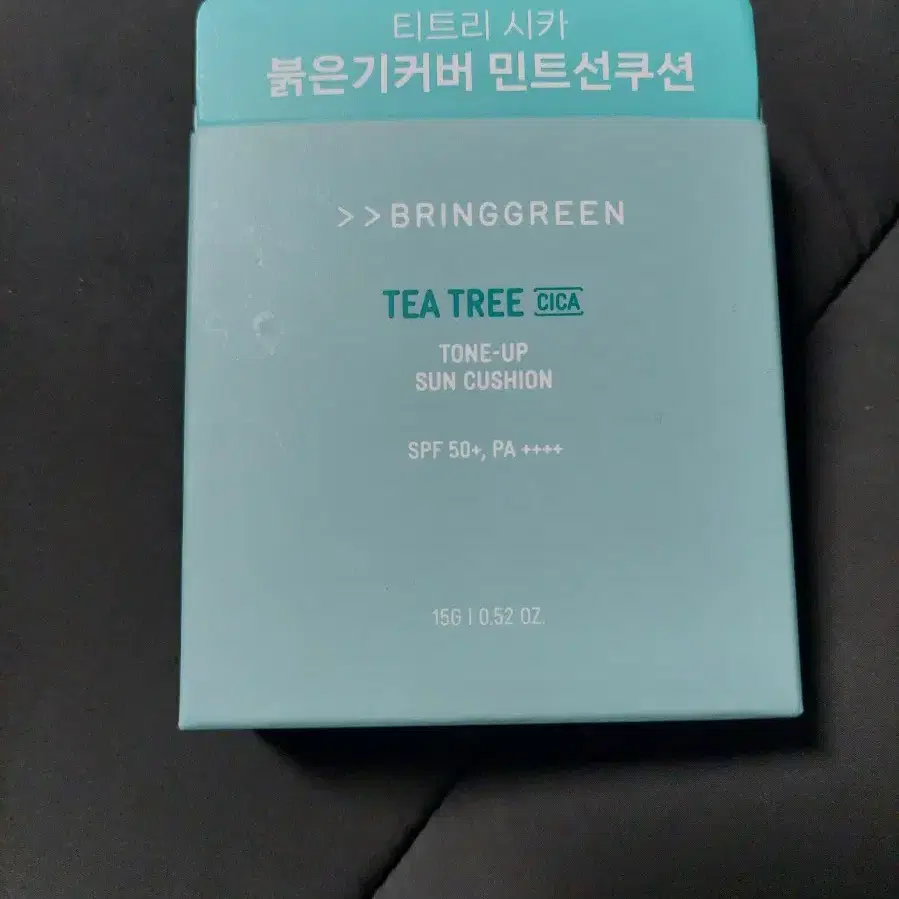 티트리 시카
붉은기커버 민트선쿠션
>>BRINGGREEN
TEA TREE CICA
TONE-UP
SUN CUSHION
SPF 50+, PA ++++
15G | 0.52 OZ.